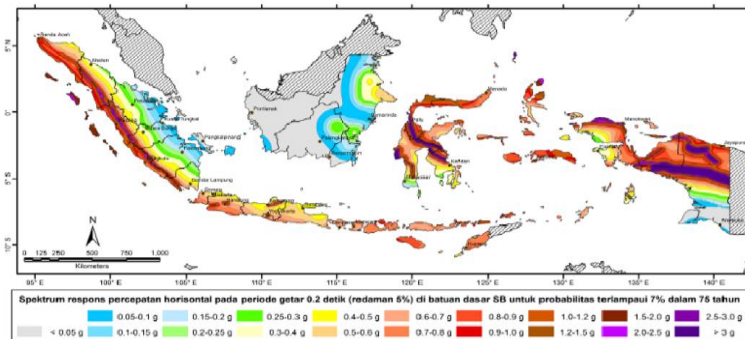 5°N
0°
5°S
10°S
Banda Aceh
Medan
Pontianak
Samarinda
Manado
Palu
Kendari
Manokwari
Jayapura
Pangkalpinang
Bandar Lampung
Bandung
Semarang
Yogyakarta
N
0 125 250 500 750 1.000
Kilometers
95°E 100°E 105°E 110°E 115°E 120°E 125°E 130°E 135°E 140°E
Spektrum respons percepatan horisontal pada periode getar 0.2 detik (redaman 5%) di batuan dasar SB untuk probabilitas terlampaui 7% dalam 75 tahun
0.05-0.1 g 0.15-0.2 g 0.25-0.3 g 0.4-0.5 g 0.6-0.7 g 0.8-0.9 g 1.0-1.2 g 1.5-2.0 g 2.5-3.0 g
< 0.05 g 0.1-0.15 g 0.2-0.25 g 0.3-0.4 g 0.5-0.6 g 0.7-0.8 g 0.9-1.0 g 1.2-1.5 g 2.0-2.5 g > 3 g